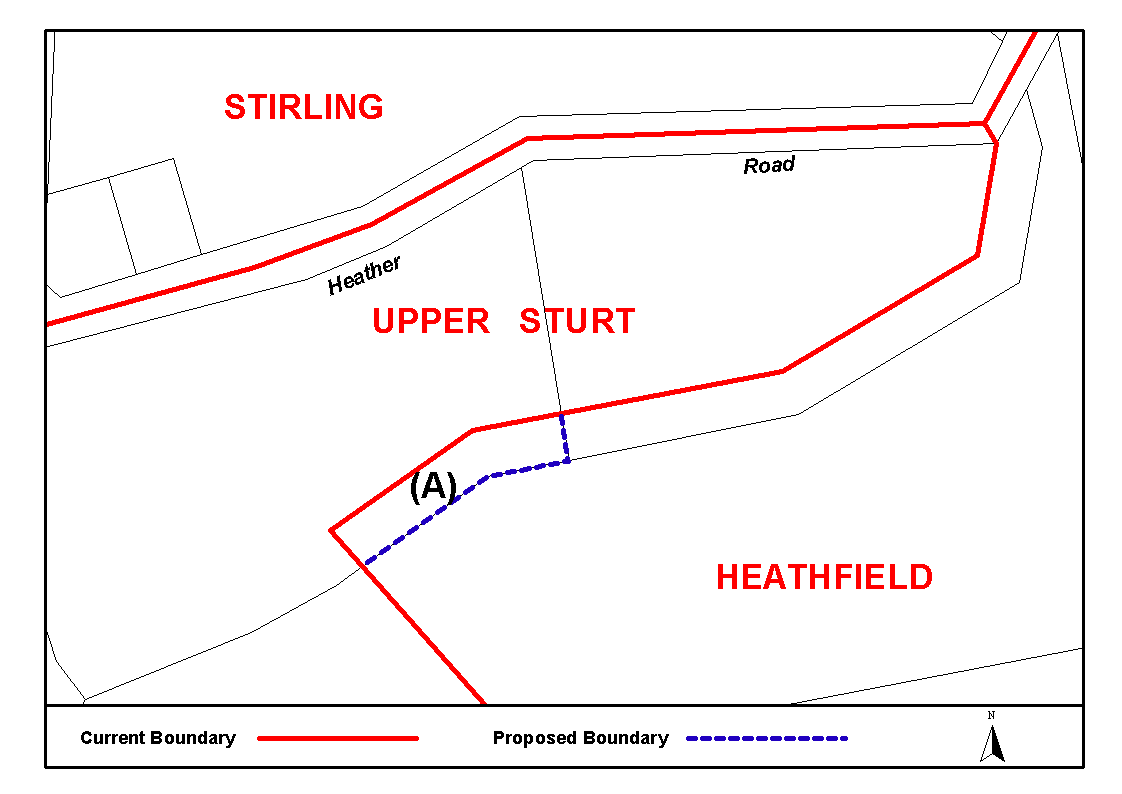 STIRLING
Road
Heather
UPPER STURT
(A)
HEATHFIELD
Current Boundary
Proposed Boundary
N